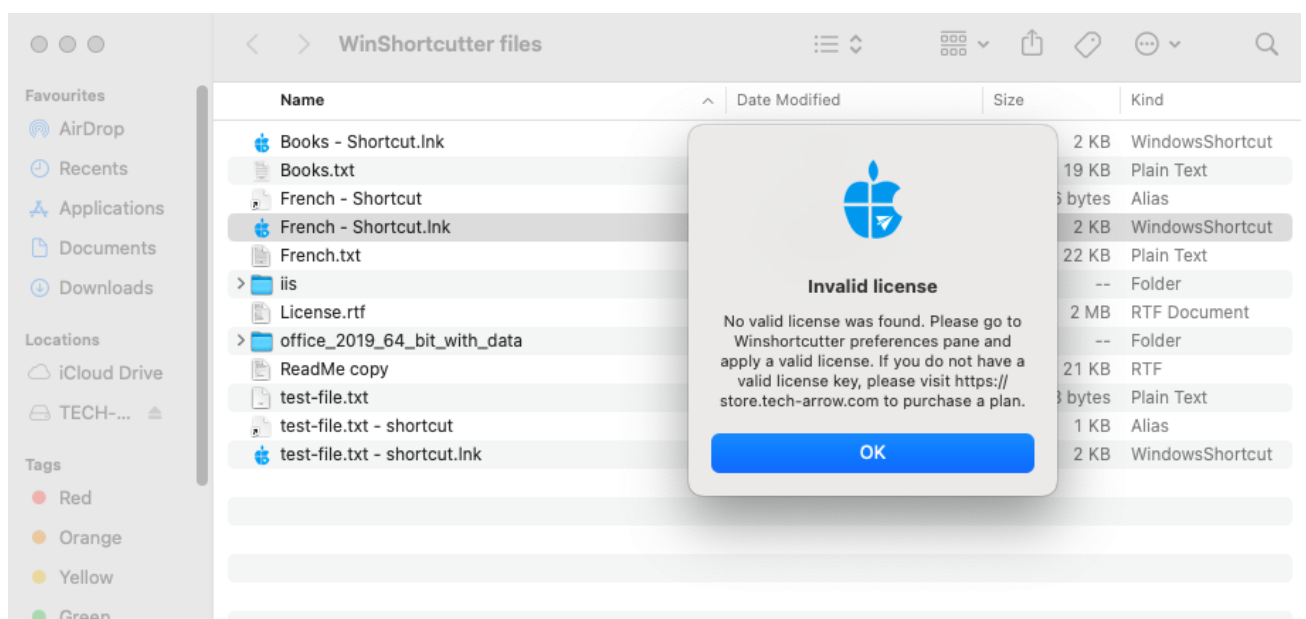 WinShortcutter files
Favourites
AirDrop
Recents
Applications
Documents
Downloads
Locations
iCloud Drive
TECH-...
Tags
Red
Orange
Yellow
Green
Name Date Modified Size Kind
Books - Shortcut.lnk 2 KB WindowsShortcut
Books.txt 19 KB Plain Text
French - Shortcut bytes Alias
French - Shortcut.lnk 2 KB WindowsShortcut
French.txt 22 KB Plain Text
iis -- Folder
License.rtf 2 MB RTF Document
office_2019_64_bit_with_data -- Folder
ReadMe copy 21 KB RTF
test-file.txt bytes Plain Text
test-file.txt - shortcut 1 KB Alias
test-file.txt - shortcut.lnk 2 KB WindowsShortcut
Invalid license
No valid license was found. Please go to
Winshortcutter preferences pane and
apply a valid license. If you do not have a
valid license key, please visit https://
store.tech-arrow.com to purchase a plan.
OK